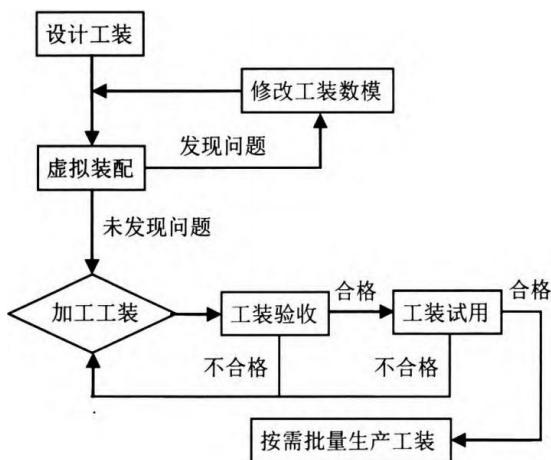 设计工装
修改工装数模
发现问题
虚拟装配
未发现问题
加工工装
工装验收
合格
工装试用
合格
不合格
不合格
按需批量生产工装